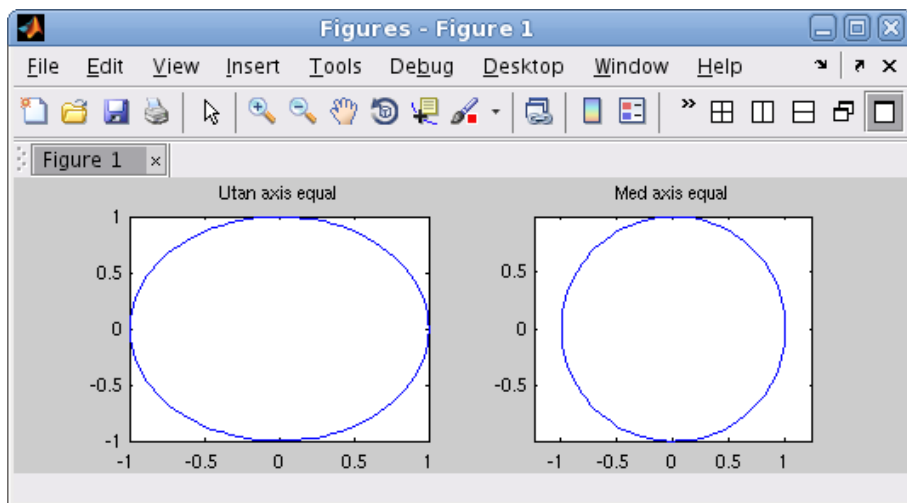 Figures - Figure 1
File Edit View Insert Tools Debug Desktop Window Help
Figure 1
Utan axis equal
1
0.5
0
-0.5
-1
-1 -0.5 0 0.5 1
Med axis equal
0.5
0
-0.5
-1 -0.5 0 0.5 1